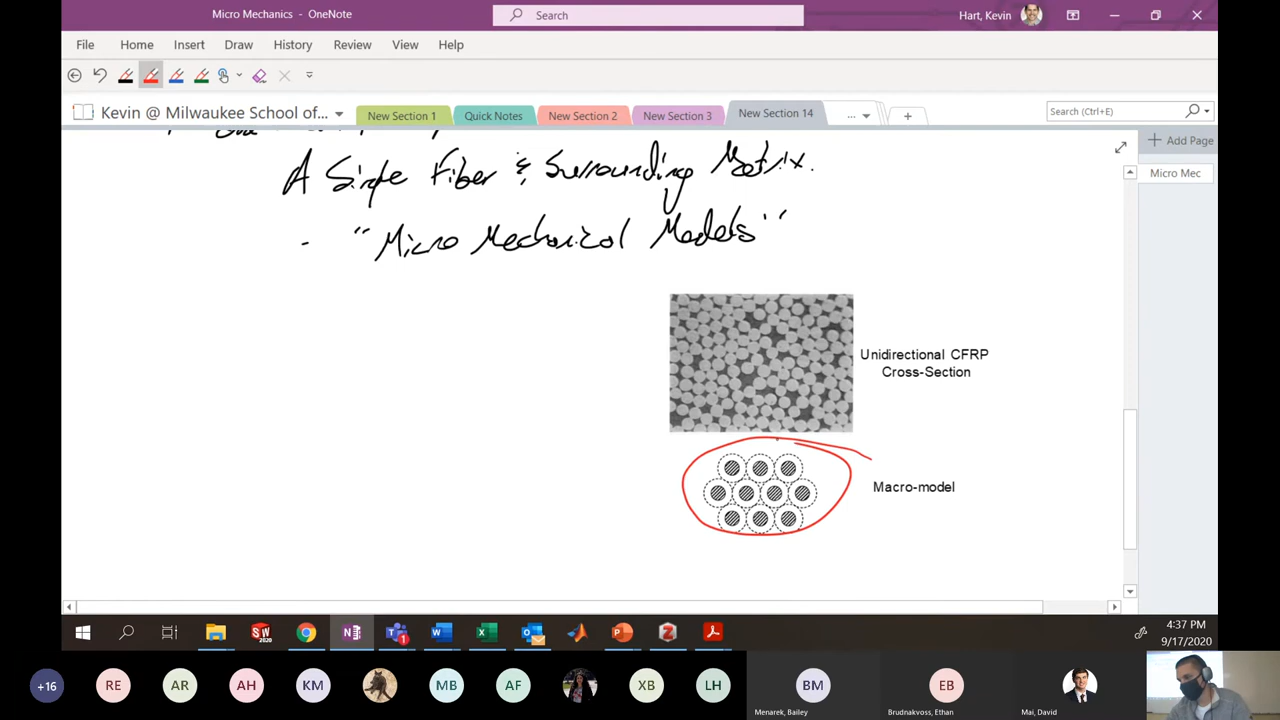 Micro Mechanics - OneNote
Search
Hart, Kevin
File Home Insert Draw History Review View Help
Kevin @ Milwaukee School of...
New Section 1
Quick Notes
New Section 2
New Section 3
New Section 14
...
Search (Ctrl+E)
Add Page
Micro Mec
A Single Fiber & Surrounding Matrix.
- "Micro Mechanical Models"
Unidirectional CFRP
Cross-Section
Macro-model
SW
2020
1
4:37 PM
9/17/2020
+16
RE
AR
AH
KM
MB
AF
XB
LH
BM
Menarek, Bailey
EB
Brudnakvoss, Ethan
Mai, David